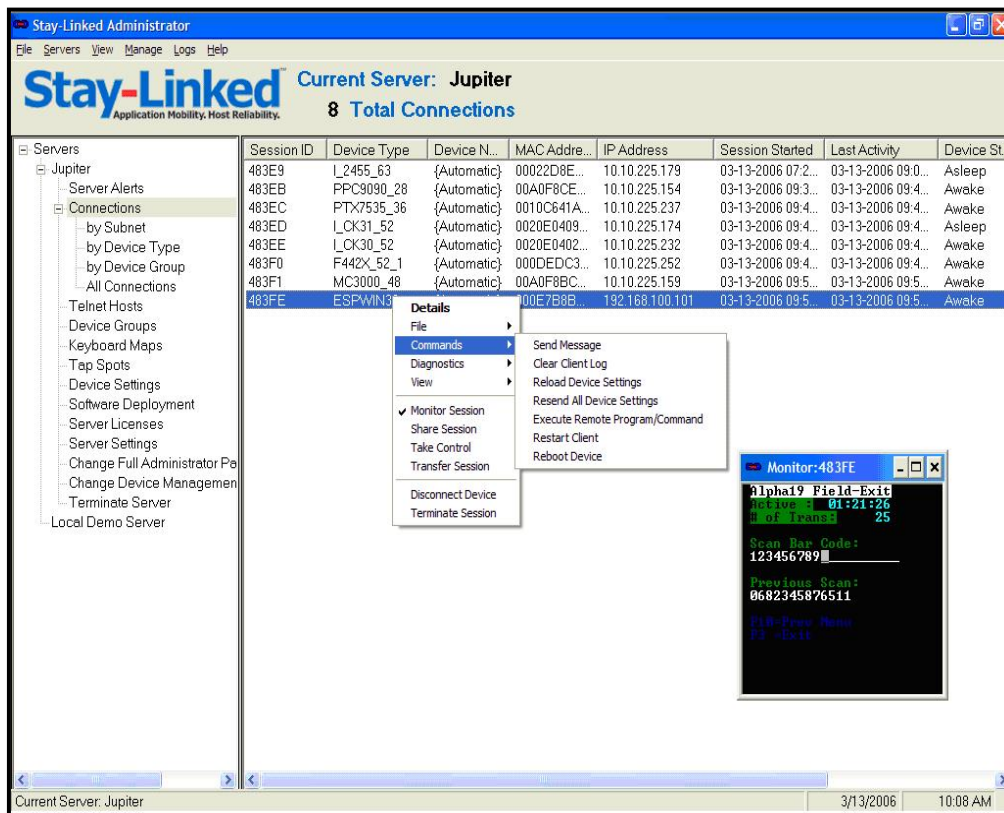 Stay-Linked Administrator
File Servers View Manage Logs Help
Stay-Linked™
Application Mobility. Host Reliability.
Current Server: Jupiter
8 Total Connections
Servers
Jupiter
Server Alerts
Connections
by Subnet
by Device Type
by Device Group
All Connections
Telnet Hosts
Device Groups
Keyboard Maps
Tap Spots
Device Settings
Software Deployment
Server Licenses
Server Settings
Change Full Administrator Pa
Change Device Managemen
Terminate Server
Local Demo Server
Session ID Device Type Device N... MAC Addre... IP Address Session Started Last Activity Device St
483E9 I_2455_63 {Automatic} 00022D8E... 10.10.225.179 03-13-2006 07:2... 03-13-2006 09:0... Asleep
483EB PPC9090_28 {Automatic} 00A0F8CE... 10.10.225.154 03-13-2006 09:3... 03-13-2006 09:4... Awake
483EC PTX7535_36 {Automatic} 0010C641A... 10.10.225.237 03-13-2006 09:4... 03-13-2006 09:4... Awake
483ED I_CK31_52 {Automatic} 0020E0409... 10.10.225.174 03-13-2006 09:4... 03-13-2006 09:4... Asleep
483EE I_CK30_52 {Automatic} 0020E0402... 10.10.225.232 03-13-2006 09:4... 03-13-2006 09:4... Awake
483F0 F442X_52_1 {Automatic} 000DEDC3... 10.10.225.252 03-13-2006 09:4... 03-13-2006 09:4... Awake
483F1 MC3000_48 {Automatic} 00A0F8BC... 10.10.225.159 03-13-2006 09:5... 03-13-2006 09:5... Awake
483FE 192.168.100.101 03-13-2006 09:5... 03-13-2006 09:5... Awake
Details
File
Commands
Diagnostics
View
Monitor Session
Share Session
Take Control
Transfer Session
Disconnect Device
Terminate Session
Send Message
Clear Client Log
Reload Device Settings
Resend All Device Settings
Execute Remote Program/Command
Restart Client
Reboot Device
Monitor:483FE
Alpha19 Field-Exit
Active : 01:21:26
# of Trans: 25
Scan Bar Code:
123456789
Previous Scan:
0682345876511
F10=Prev Menu
F3 =Exit
Current Server: Jupiter 3/13/2006 10:08 AM